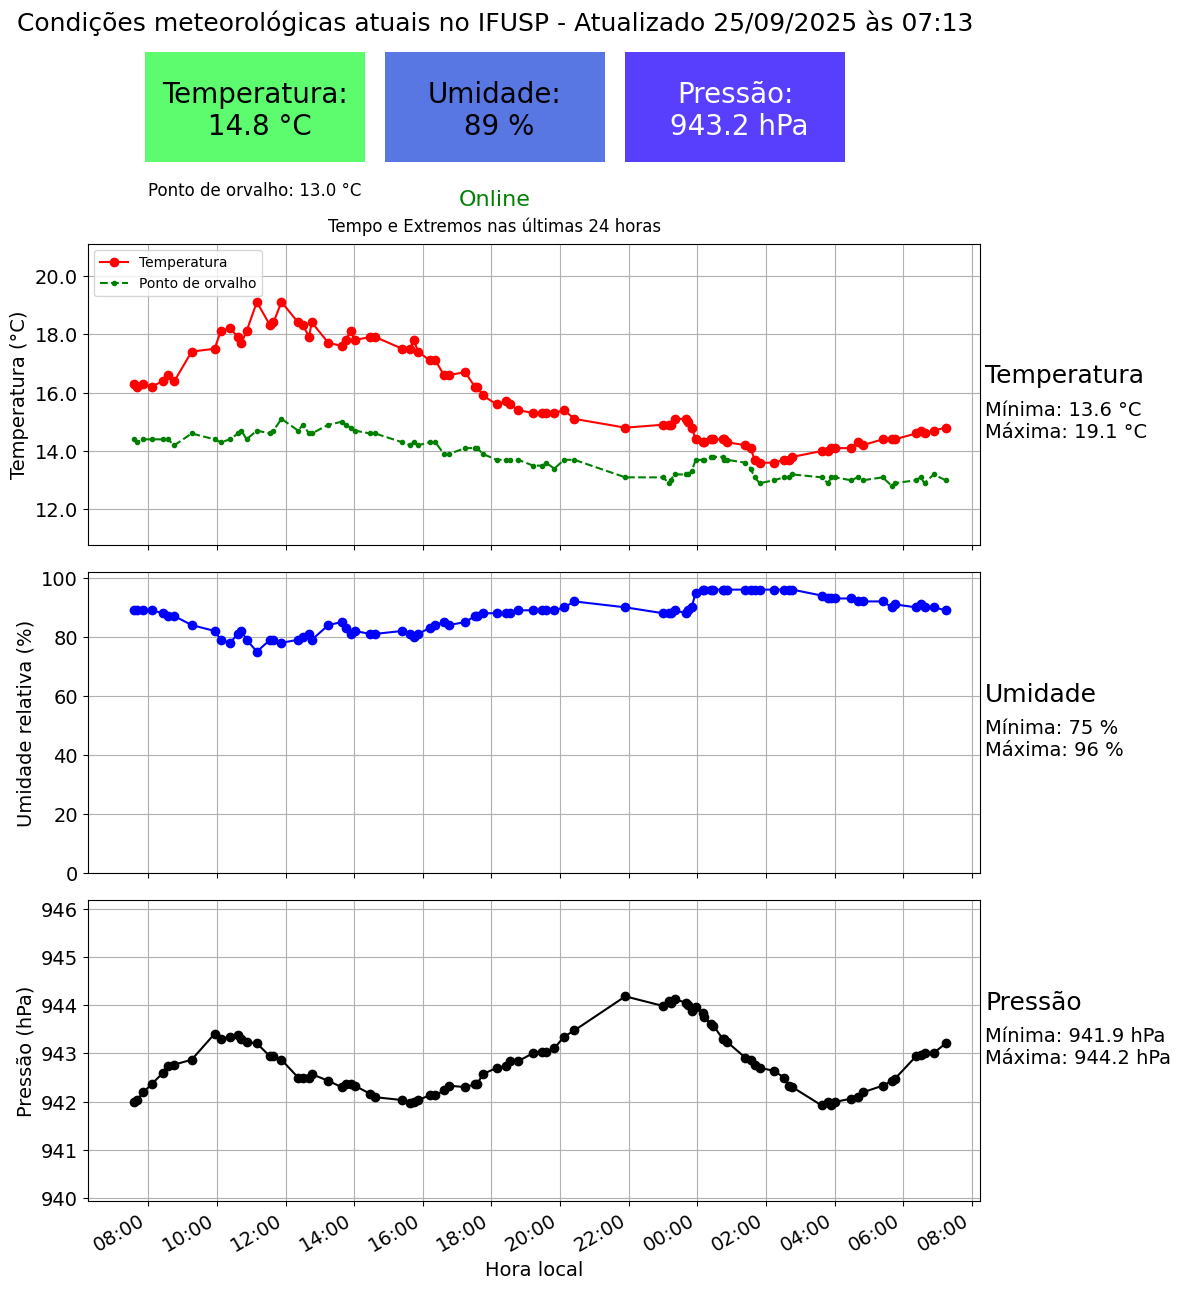 Condições meteorológicas atuais no IFUSP - Atualizado 25/09/2025 às 07:13
Temperatura:
14.8 °C
Umidade:
89 %
Pressão:
943.2 hPa
Ponto de orvalho: 13.0 °C
Online
Tempo e Extremos nas últimas 24 horas
Temperatura
Ponto de orvalho
Temperatura (°C)
20.0
18.0
16.0
14.0
12.0
Temperatura
Mínima: 13.6 °C
Máxima: 19.1 °C
Umidade relativa (%)
100
80
60
40
20
0
Umidade
Mínima: 75 %
Máxima: 96 %
Pressão (hPa)
946
945
944
943
942
941
940
Pressão
Mínima: 941.9 hPa
Máxima: 944.2 hPa
08:00 10:00 12:00 14:00 16:00 18:00 20:00 22:00 00:00 02:00 04:00 06:00 08:00
Hora local